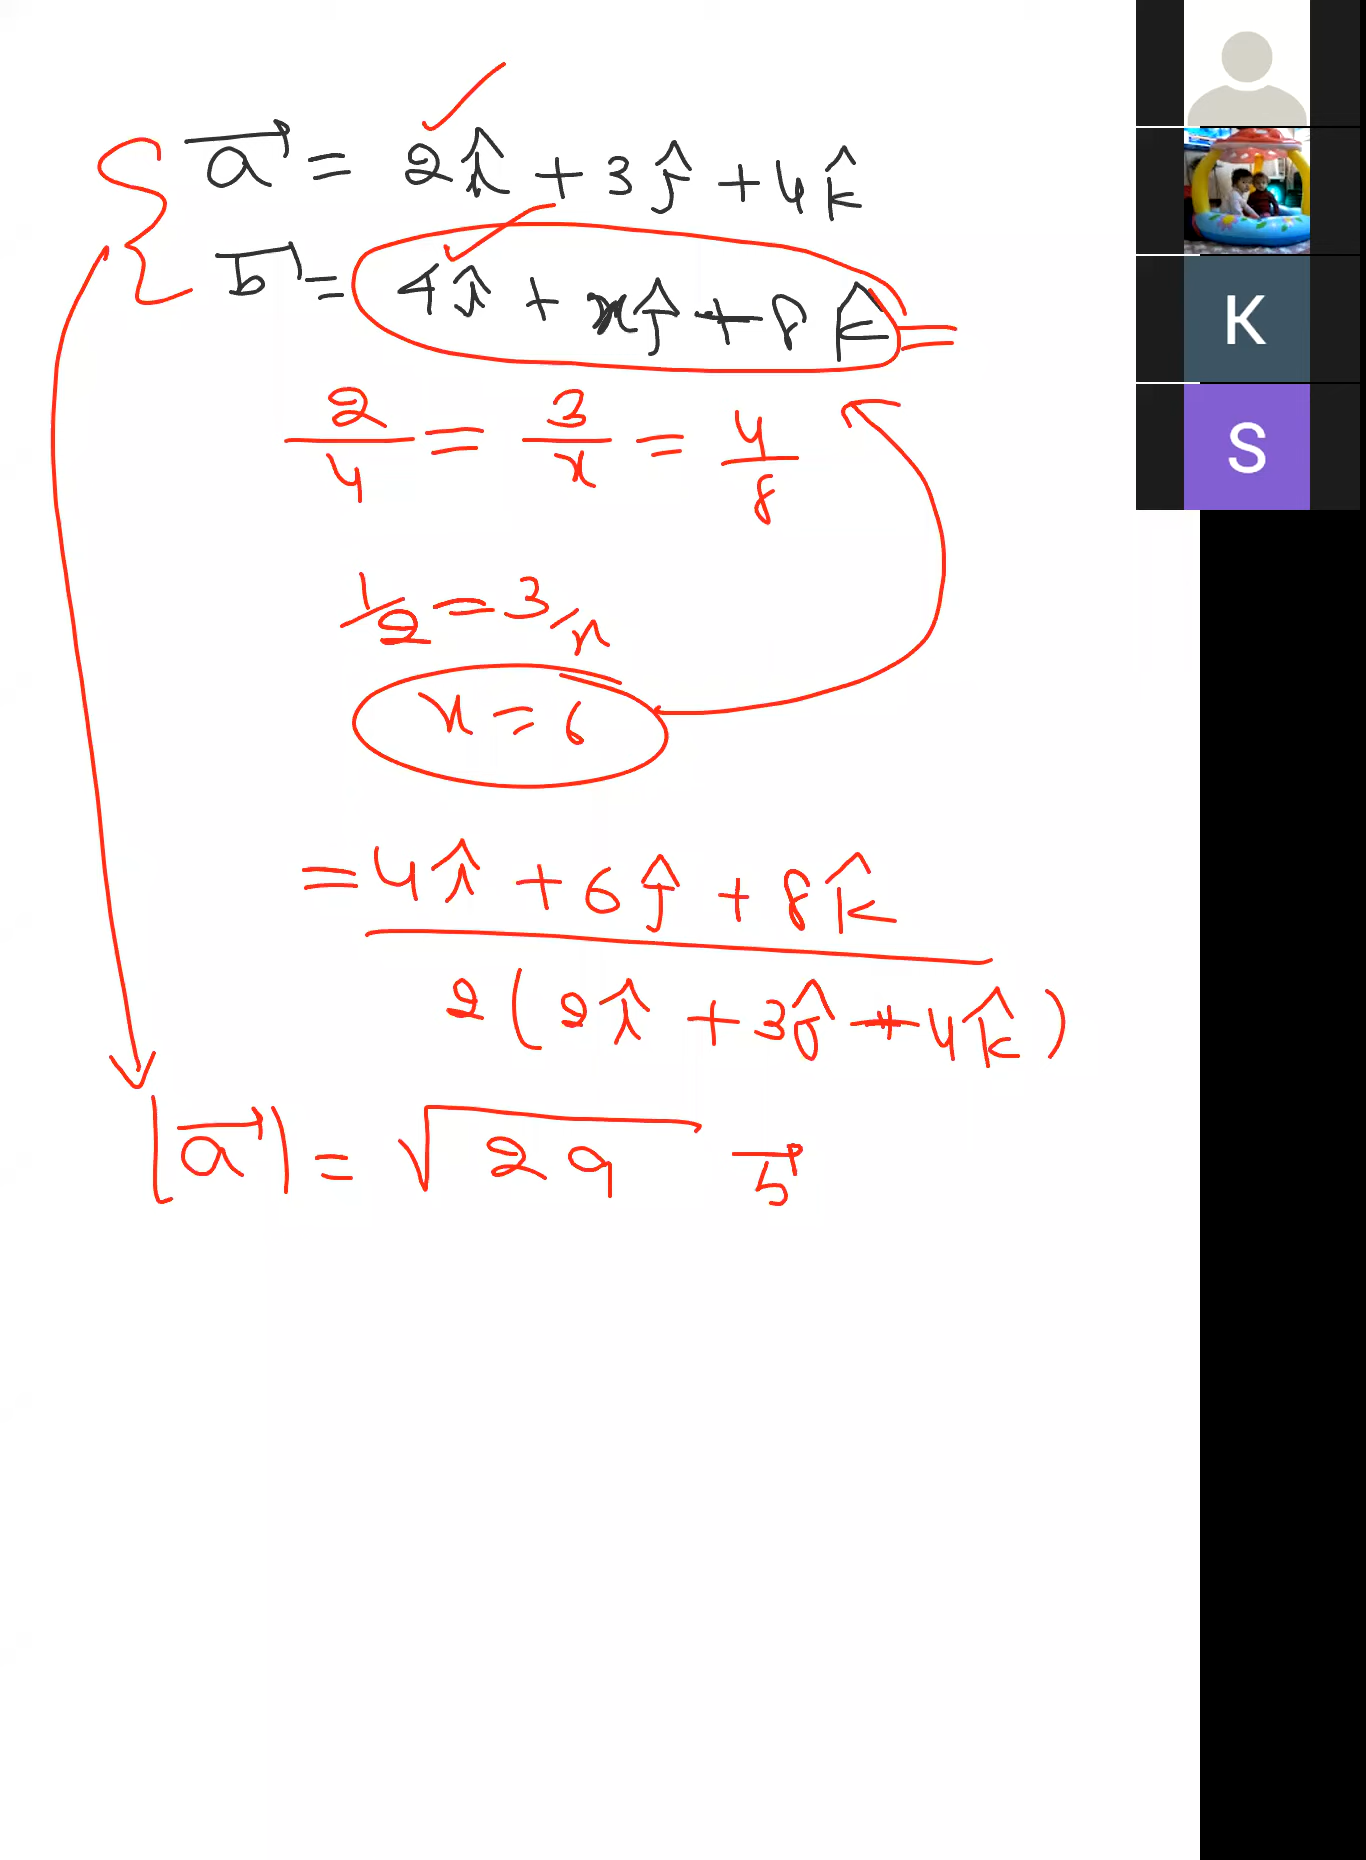 a⃗ = 2î + 3ĵ + 4k̂
b⃗ = 4î + xĵ + 8k̂ =
2/4 = 3/x = 4/8
1/2 = 3/x
x = 6
= 4î + 6ĵ + 8k̂
2(2î + 3ĵ + 4k̂)
|a⃗| = √29 b⃗
K
S